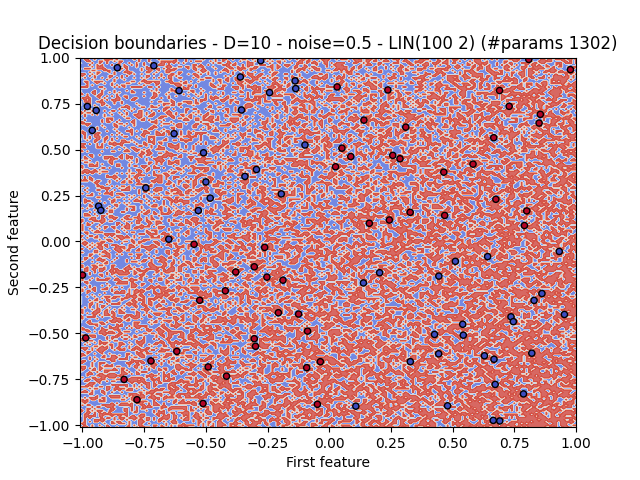 Decision boundaries - D=10 - noise=0.5 - LIN(100 2) (#params 1302)
1.00
0.75
0.50
0.25
0.00
−0.25
−0.50
−0.75
−1.00
Second feature
−1.00 −0.75 −0.50 −0.25 0.00 0.25 0.50 0.75 1.00
First feature